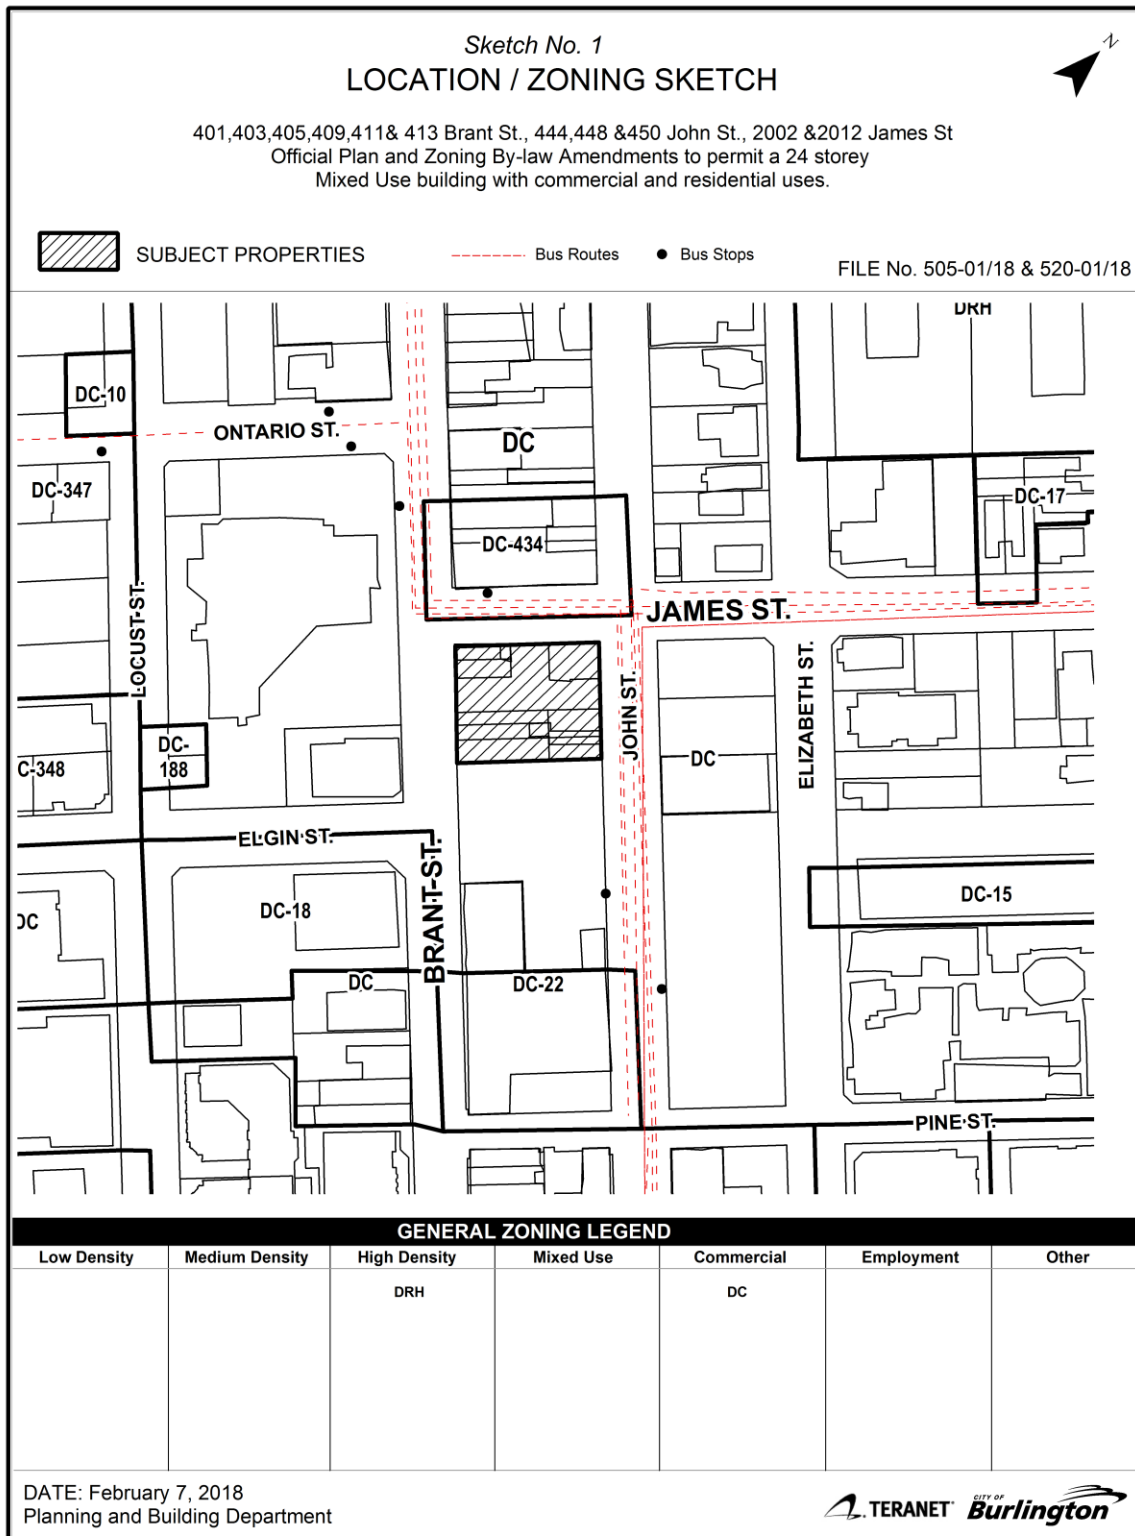 Sketch No. 1
N
LOCATION / ZONING SKETCH
401,403,405,409,411& 413 Brant St., 444,448 &450 John St., 2002 &2012 James St
Official Plan and Zoning By-law Amendments to permit a 24 storey
Mixed Use building with commercial and residential uses.
SUBJECT PROPERTIES
Bus Routes
Bus Stops
FILE No. 505-01/18 & 520-01/18
DRH
DC-10
ONTARIO ST.
DC
DC-347
DC-17
DC-434
LOCUST ST.
JAMES ST.
JOHN ST.
ELIZABETH ST.
DC-
188
DC
C-348
ELGIN ST.
BRANT ST.
DC-18
DC-15
DC
DC
DC-22
PINE ST.
GENERAL ZONING LEGEND
Low Density
Medium Density
High Density
Mixed Use
Commercial
Employment
Other
DRH
DC
DATE: February 7, 2018
Planning and Building Department
TERANET
CITY OF
Burlington